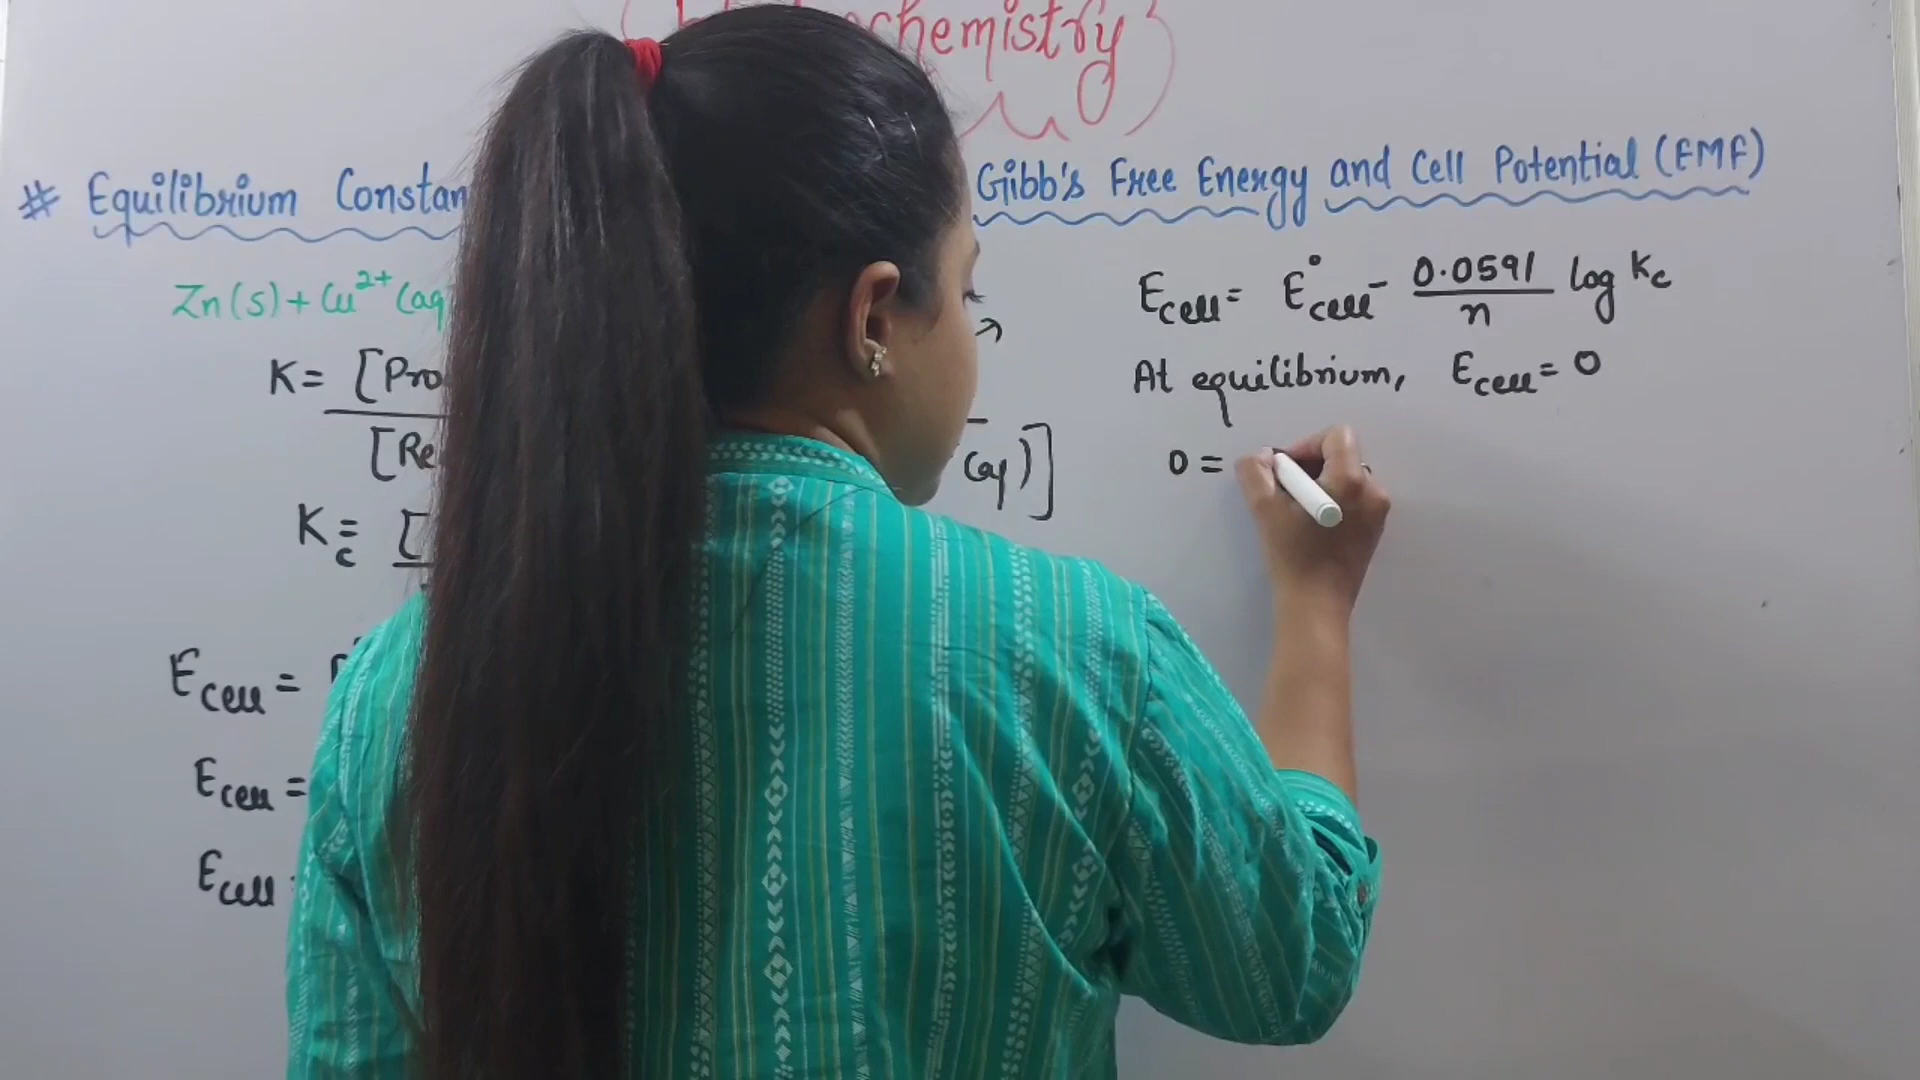 chemistry
# Equilibrium Constan Gibb's Free Energy and Cell Potential (EMF)
Zn(s) + Cu²⁺ (aq →
K = [Pro
[Re (aq)]
Kc = [
Ecell =
Ecell =
Ecell
Ecell = E°cell - 0.0591/n log Kc
At equilibrium, Ecell = 0
0 =